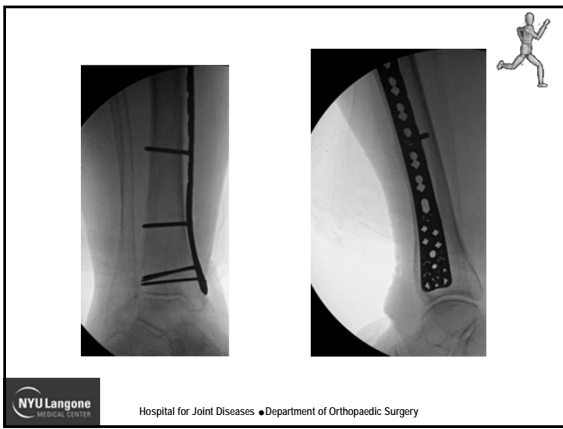 NYU Langone
MEDICAL CENTER
Hospital for Joint Diseases ● Department of Orthopaedic Surgery